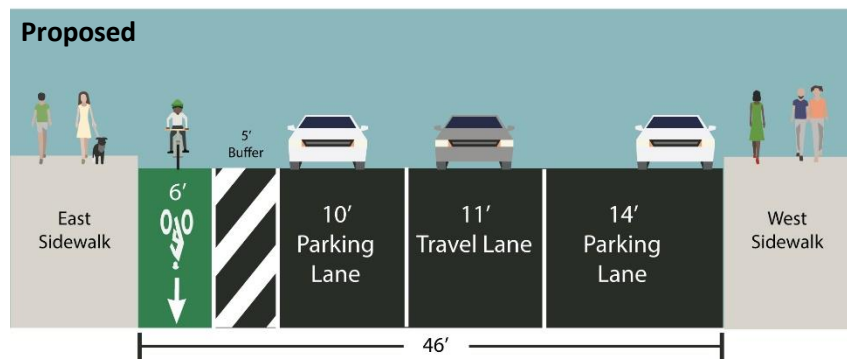 Proposed
5′
Buffer
6′
East
Sidewalk
10′
Parking
Lane
11′
Travel Lane
14′
Parking
Lane
West
Sidewalk
46′